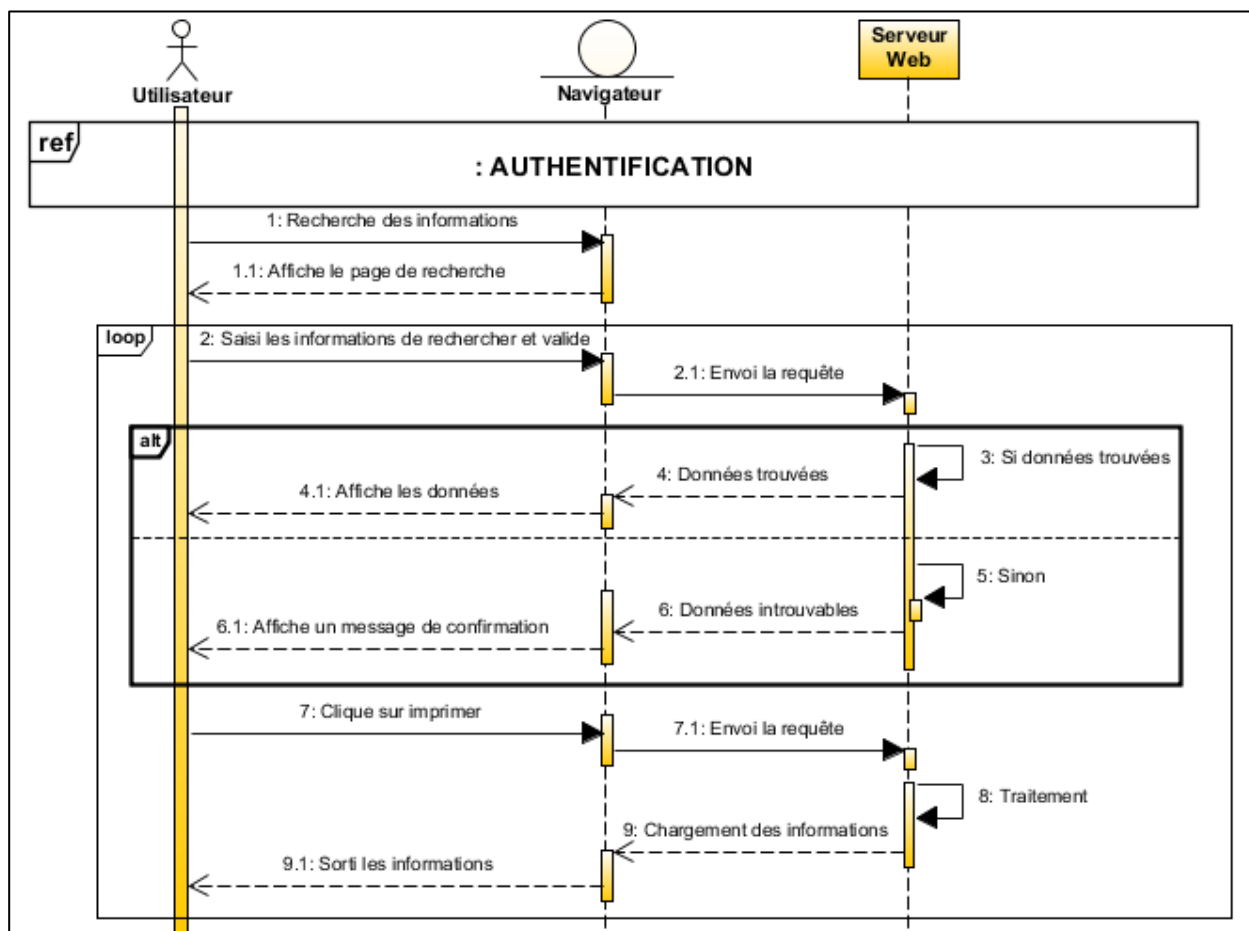 Serveur
Web
Utilisateur
Navigateur
ref
: AUTHENTIFICATION
1: Recherche des informations
1.1: Affiche le page de recherche
loop
2: Saisi les informations de rechercher et valide
2.1: Envoi la requête
alt
3: Si données trouvées
4: Données trouvées
4.1: Affiche les données
5: Sinon
6: Données introuvables
6.1: Affiche un message de confirmation
7: Clique sur imprimer
7.1: Envoi la requête
8: Traitement
9: Chargement des informations
9.1: Sorti les informations